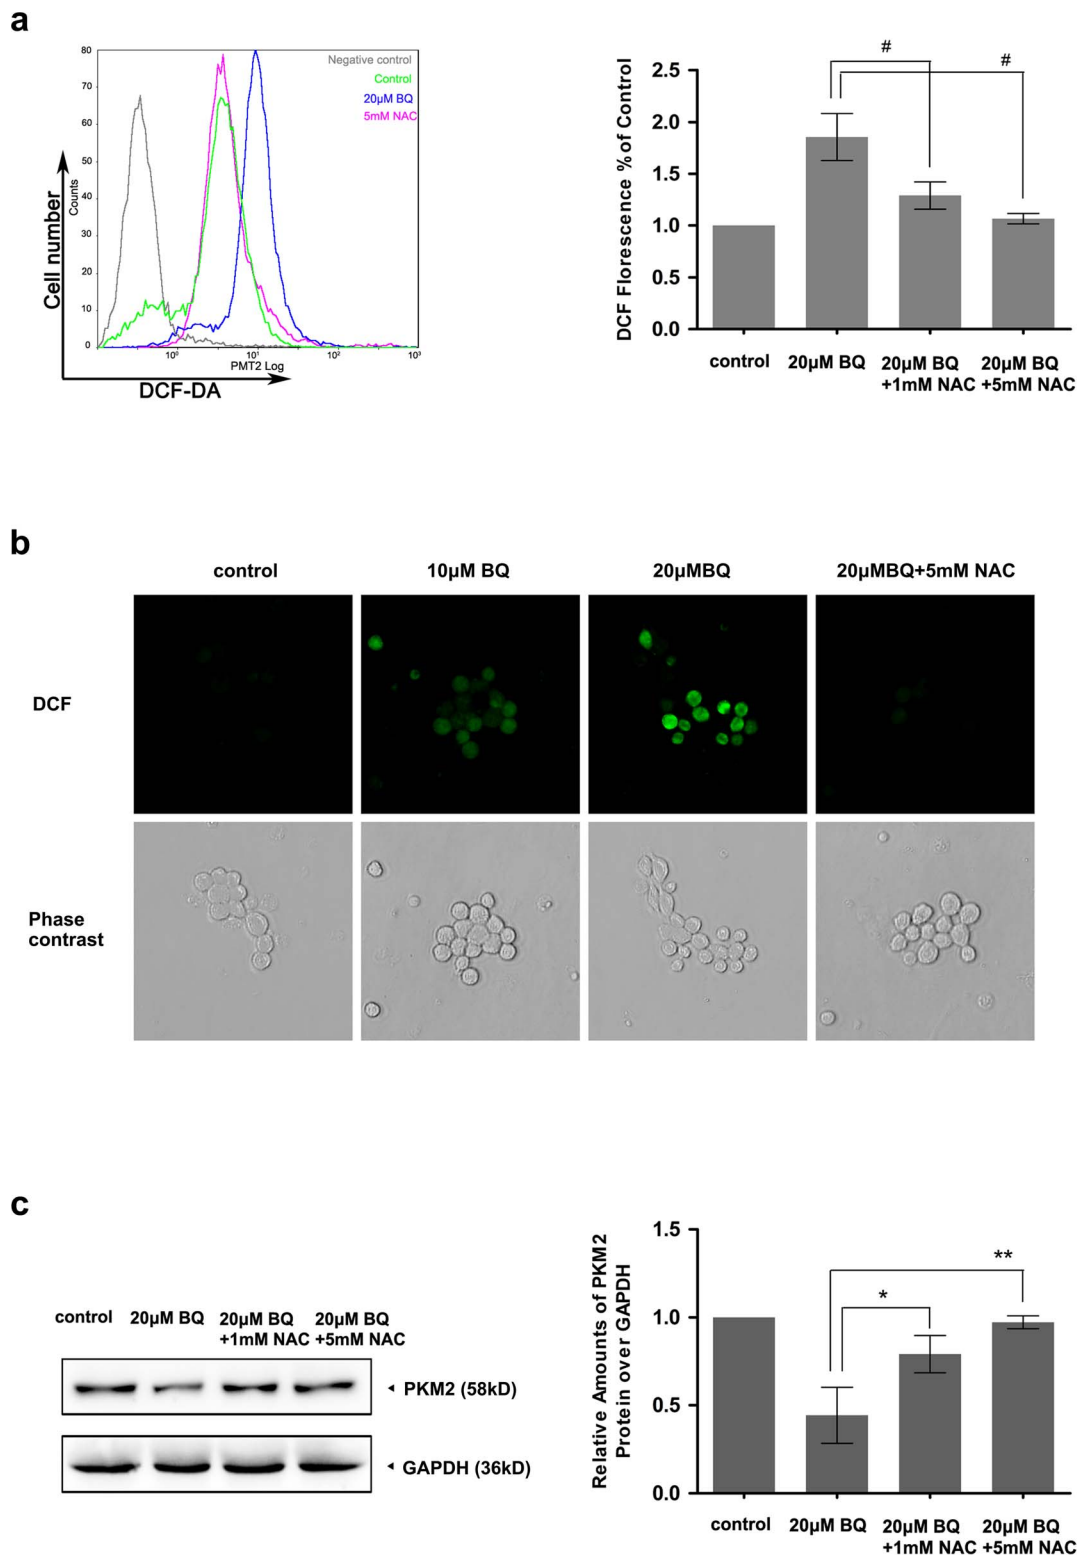 a
80
70
60
50
40
30
20
10
0
Counts
Cell number
Negative control
Control
20µM BQ
5mM NAC
10⁰
10¹
10²
10³
PMT2 Log
DCF-DA
DCF Florescence % of Control
2.5
2.0
1.5
1.0
0.5
0.0
#
#
control
20µM BQ
20µM BQ
+1mM NAC
20µM BQ
+5mM NAC
b
control
10µM BQ
20µMBQ
20µMBQ+5mM NAC
DCF
Phase
contrast
c
control
20µM BQ
20µM BQ
+1mM NAC
20µM BQ
+5mM NAC
PKM2 (58kD)
GAPDH (36kD)
Relative Amounts of PKM2
Protein over GAPDH
1.5
1.0
0.5
0.0
*
**
control
20µM BQ
20µM BQ
+1mM NAC
20µM BQ
+5mM NAC